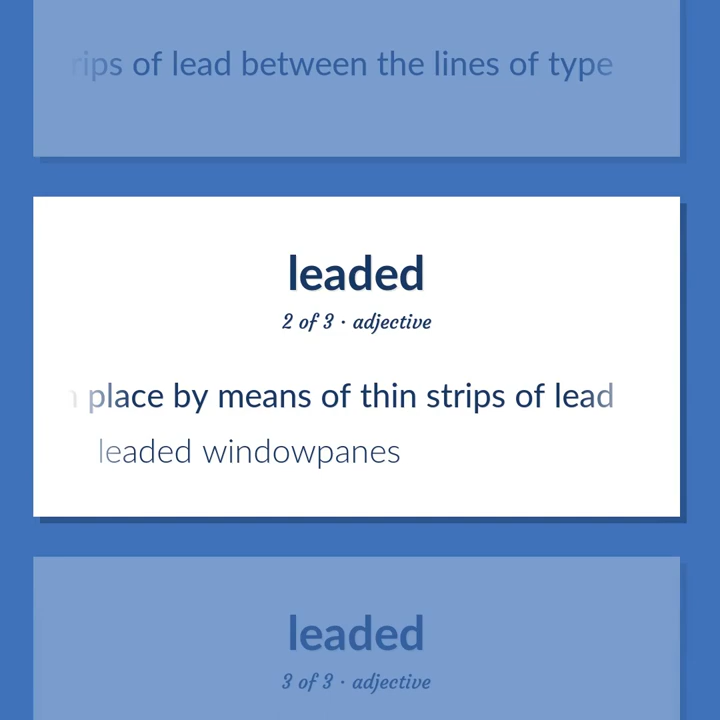 of lead between the lines of type
leaded
2 of 3 · adjective
place by means of thin strips of lead
leaded windowpanes
leaded
3 of 3 · adjective